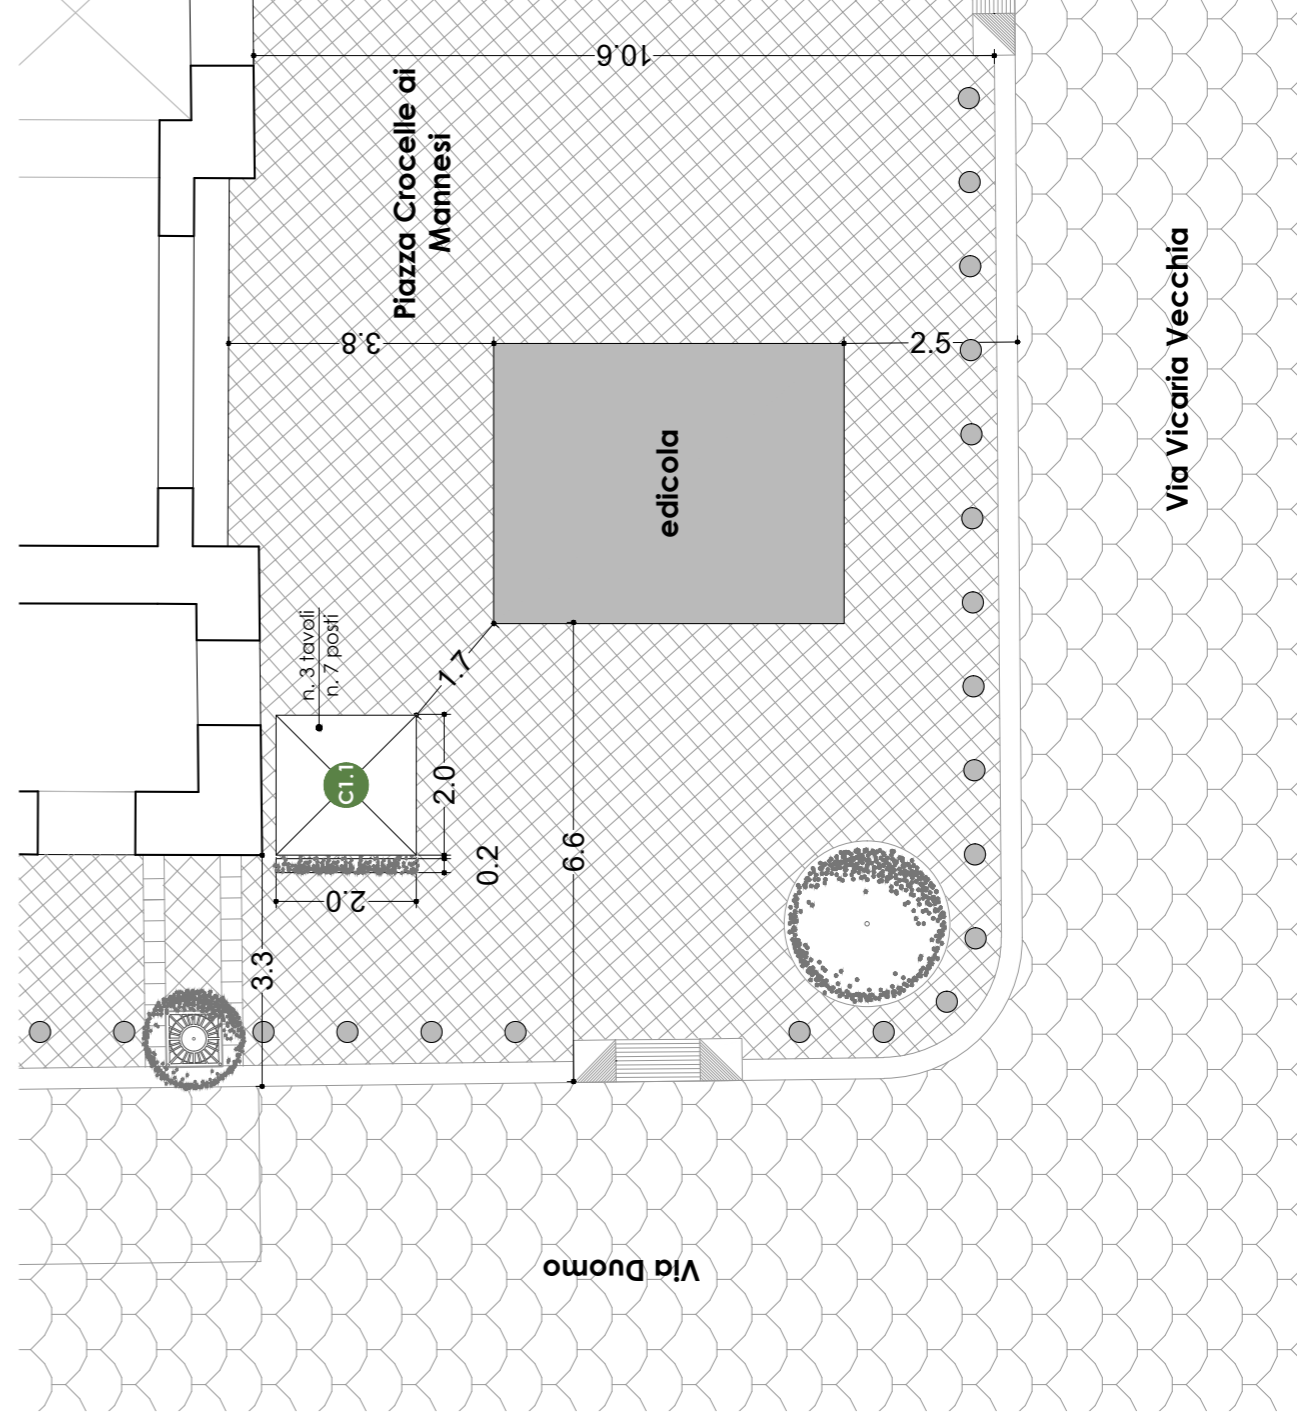 10.6
Piazza Crocelle ai
Mannesi
3.8
2.5
Via Vicaria Vecchia
edicola
n. 3 tavoli
n. 7 posti
1.7
C1.1
2.0
0.2
6.6
2.0
3.3
Via Duomo